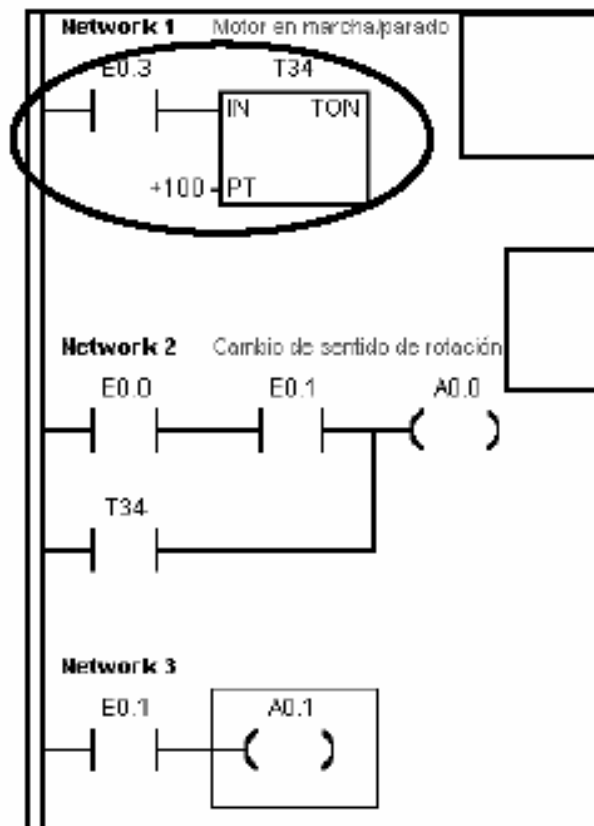 Network 1 Motor en marcha/parado
E0.3 T34
IN TON
+100 PT
Network 2 Cambio de sentido de rotación
E0.0 E0.1 A0.0
T34
Network 3
E0.1 A0.1